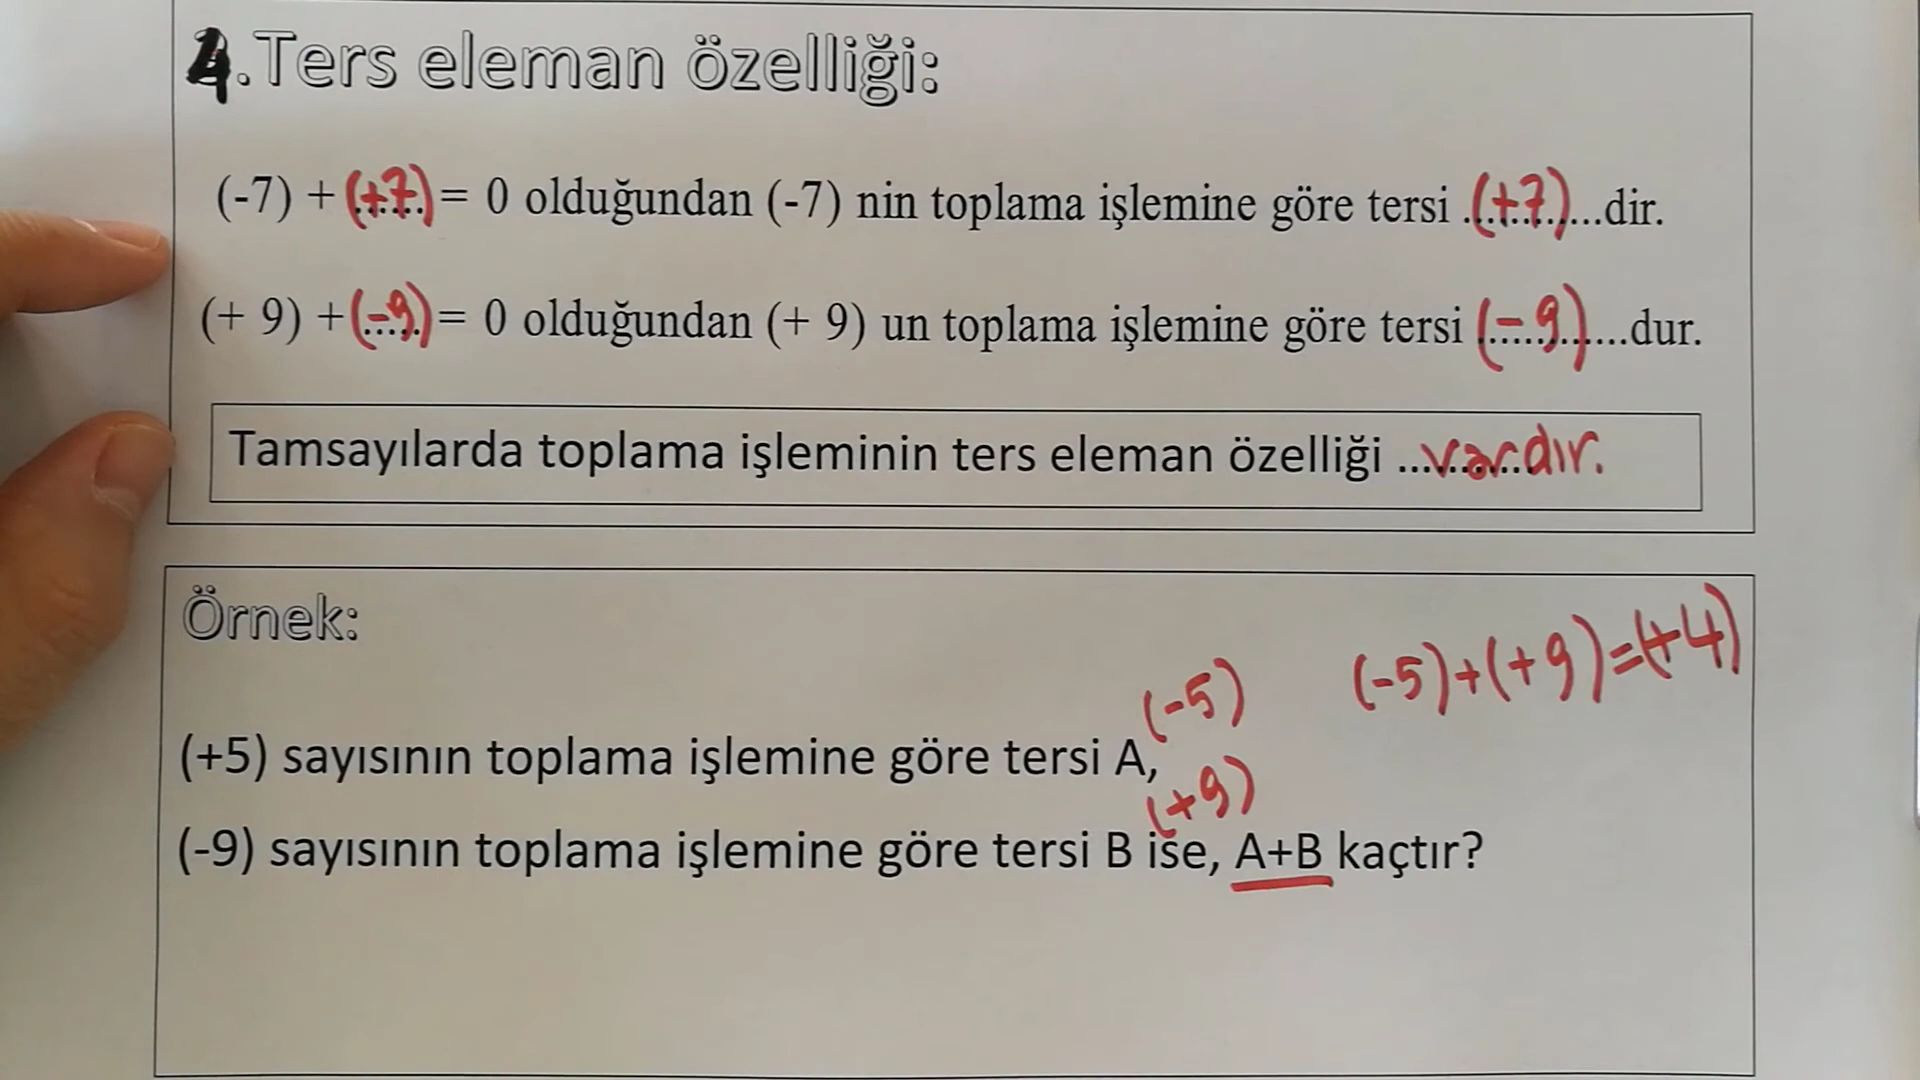 4.Ters eleman özelliği:
(-7) + (+7) = 0 olduğundan (-7) nin toplama işlemine göre tersi .(+7)...dir.
(+ 9) + (-9) = 0 olduğundan (+ 9) un toplama işlemine göre tersi (-9)...dur.
Tamsayılarda toplama işleminin ters eleman özelliği ...vardır.
Örnek:
(-5)+(+9)=(+4)
(-5)
(+5) sayısının toplama işlemine göre tersi A,
(+9)
(-9) sayısının toplama işlemine göre tersi B ise, A+B kaçtır?